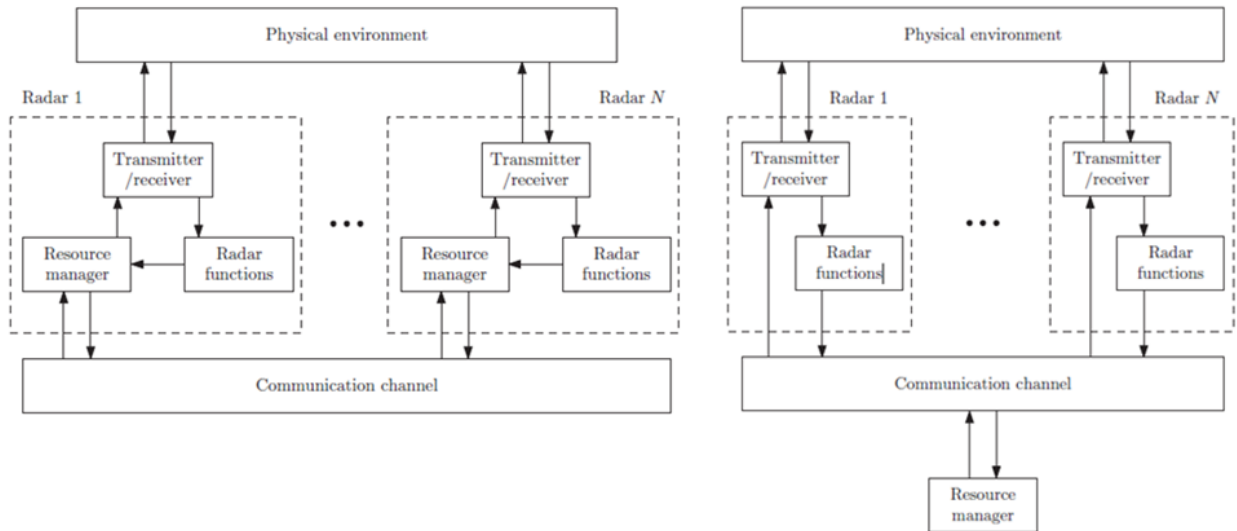 Physical environment
Radar 1
Radar N
Transmitter
/receiver
Resource
manager
Radar
functions
...
Transmitter
/receiver
Resource
manager
Radar
functions
Communication channel
Physical environment
Radar 1
Radar N
Transmitter
/receiver
Radar
functions
...
Transmitter
/receiver
Radar
functions
Communication channel
Resource
manager